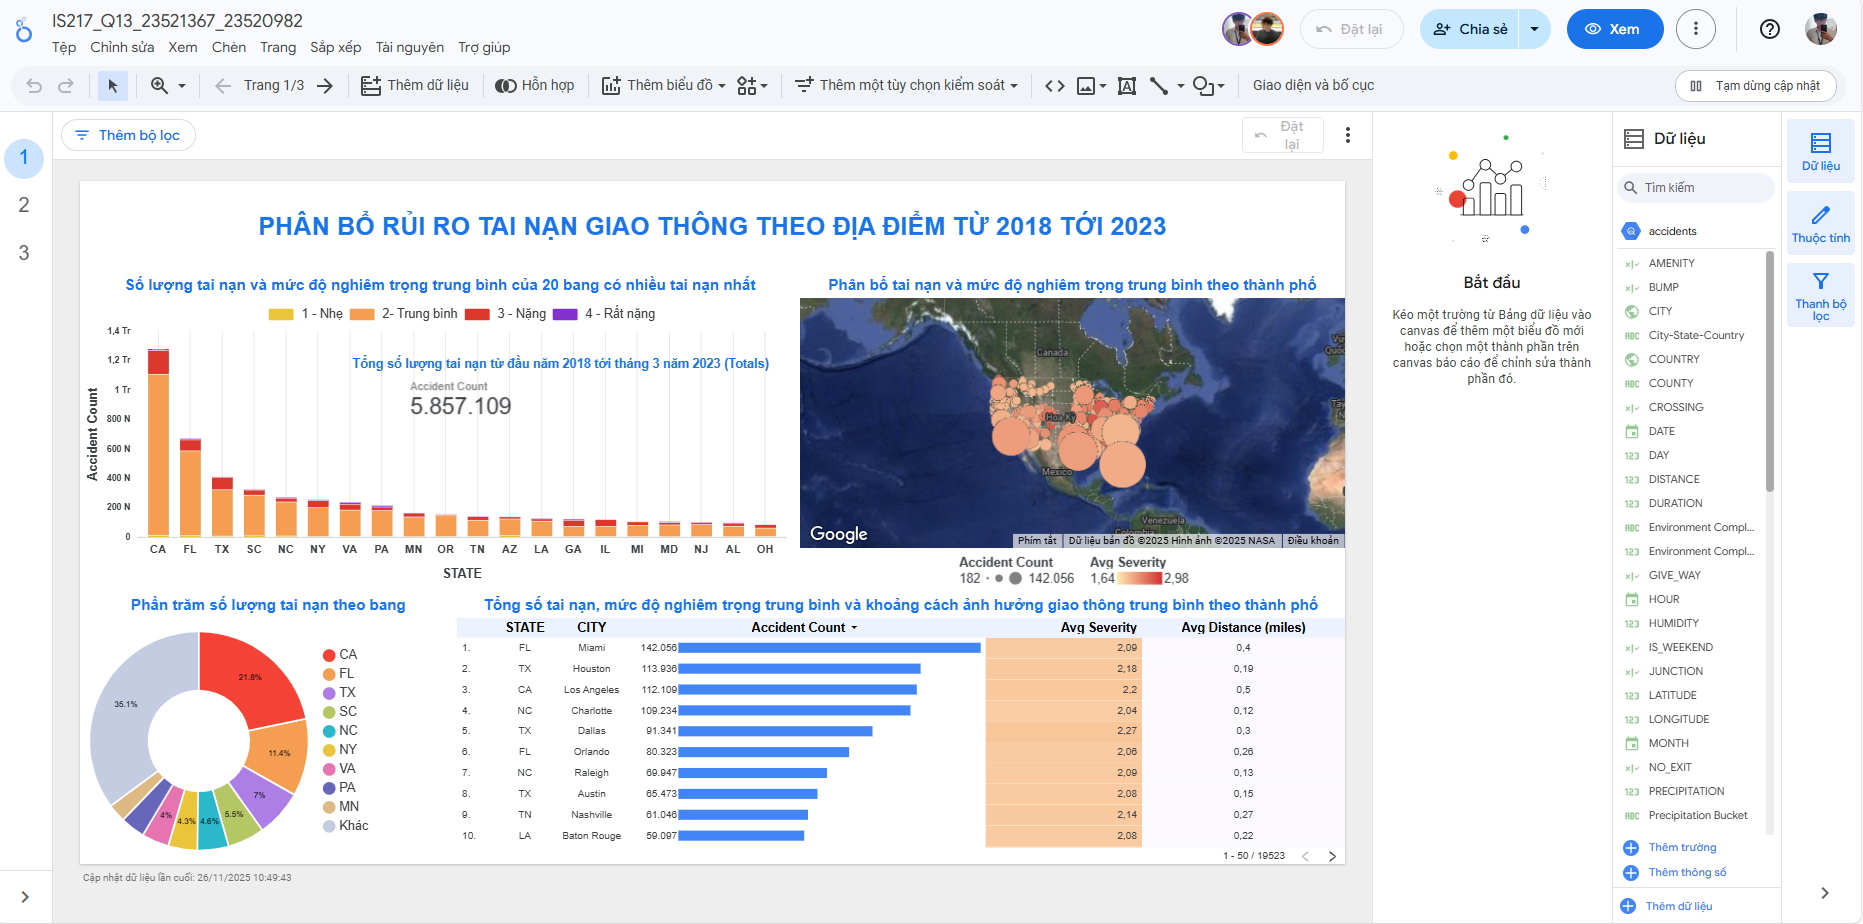 IS217_Q13_23521367_23520982
Tệp Chỉnh sửa Xem Chèn Trang Sắp xếp Tài nguyên Trợ giúp
Đặt lại
Chia sẻ
Xem
Trang 1/3
Thêm dữ liệu
Hỗn hợp
Thêm biểu đồ
Thêm một tùy chọn kiểm soát
Giao diện và bố cục
Tạm dừng cập nhật
1
2
3
Thêm bộ lọc
Đặt
lại
PHÂN BỔ RỦI RO TAI NẠN GIAO THÔNG THEO ĐỊA ĐIỂM TỪ 2018 TỚI 2023
Số lượng tai nạn và mức độ nghiêm trọng trung bình của 20 bang có nhiều tai nạn nhất
1 - Nhẹ 2- Trung bình 3 - Nặng 4 - Rất nặng
1,4 Tr
1,2 Tr
1 Tr
800 N
600 N
400 N
200 N
0
Accident Count
Tổng số lượng tai nạn từ đầu năm 2018 tới tháng 3 năm 2023 (Totals)
Accident Count
5.857.109
CA FL TX SC NC NY VA PA MN OR TN AZ LA GA IL MI MD NJ AL OH
STATE
Phân bổ tai nạn và mức độ nghiêm trọng trung bình theo thành phố
Canada
Hoa Kỳ
Mexico
Venezuela
Colombia
Google
Phím tắt Dữ liệu bản đồ ©2025 Hình ảnh ©2025 NASA Điều khoản
Accident Count
182 142.056
Avg Severity
1,64 2,98
Phần trăm số lượng tai nạn theo bang
21.8%
11.4%
7%
5.5%
4.6%
4.3%
4%
35.1%
CA
FL
TX
SC
NC
NY
VA
PA
MN
Khác
Tổng số tai nạn, mức độ nghiêm trọng trung bình và khoảng cách ảnh hưởng giao thông trung bình theo thành phố
STATE CITY Accident Count Avg Severity Avg Distance (miles)
1. FL Miami 142.056 2,09 0,4
2. TX Houston 113.936 2,18 0,19
3. CA Los Angeles 112.109 2,2 0,5
4. NC Charlotte 109.234 2,04 0,12
5. TX Dallas 91.341 2,27 0,3
6. FL Orlando 80.323 2,06 0,26
7. NC Raleigh 69.947 2,09 0,13
8. TX Austin 65.473 2,08 0,15
9. TN Nashville 61.046 2,14 0,27
10. LA Baton Rouge 59.097 2,08 0,22
1 - 50 / 19523
Cập nhật dữ liệu lần cuối: 26/11/2025 10:49:43
Bắt đầu
Kéo một trường từ Bảng dữ liệu vào
canvas để thêm một biểu đồ mới
hoặc chọn một thành phần trên
canvas báo cáo để chỉnh sửa thành
phần đó.
Dữ liệu
Tìm kiếm
accidents
AMENITY
BUMP
CITY
ABC City-State-Country
COUNTRY
ABC COUNTY
CROSSING
DATE
123 DAY
123 DISTANCE
123 DURATION
ABC Environment Compl...
123 Environment Compl...
GIVE_WAY
HOUR
123 HUMIDITY
IS_WEEKEND
JUNCTION
123 LATITUDE
123 LONGITUDE
MONTH
NO_EXIT
123 PRECIPITATION
ABC Precipitation Bucket
Thêm trường
Thêm thông số
Thêm dữ liệu
Dữ liệu
Thuộc tính
Thanh bộ
lọc